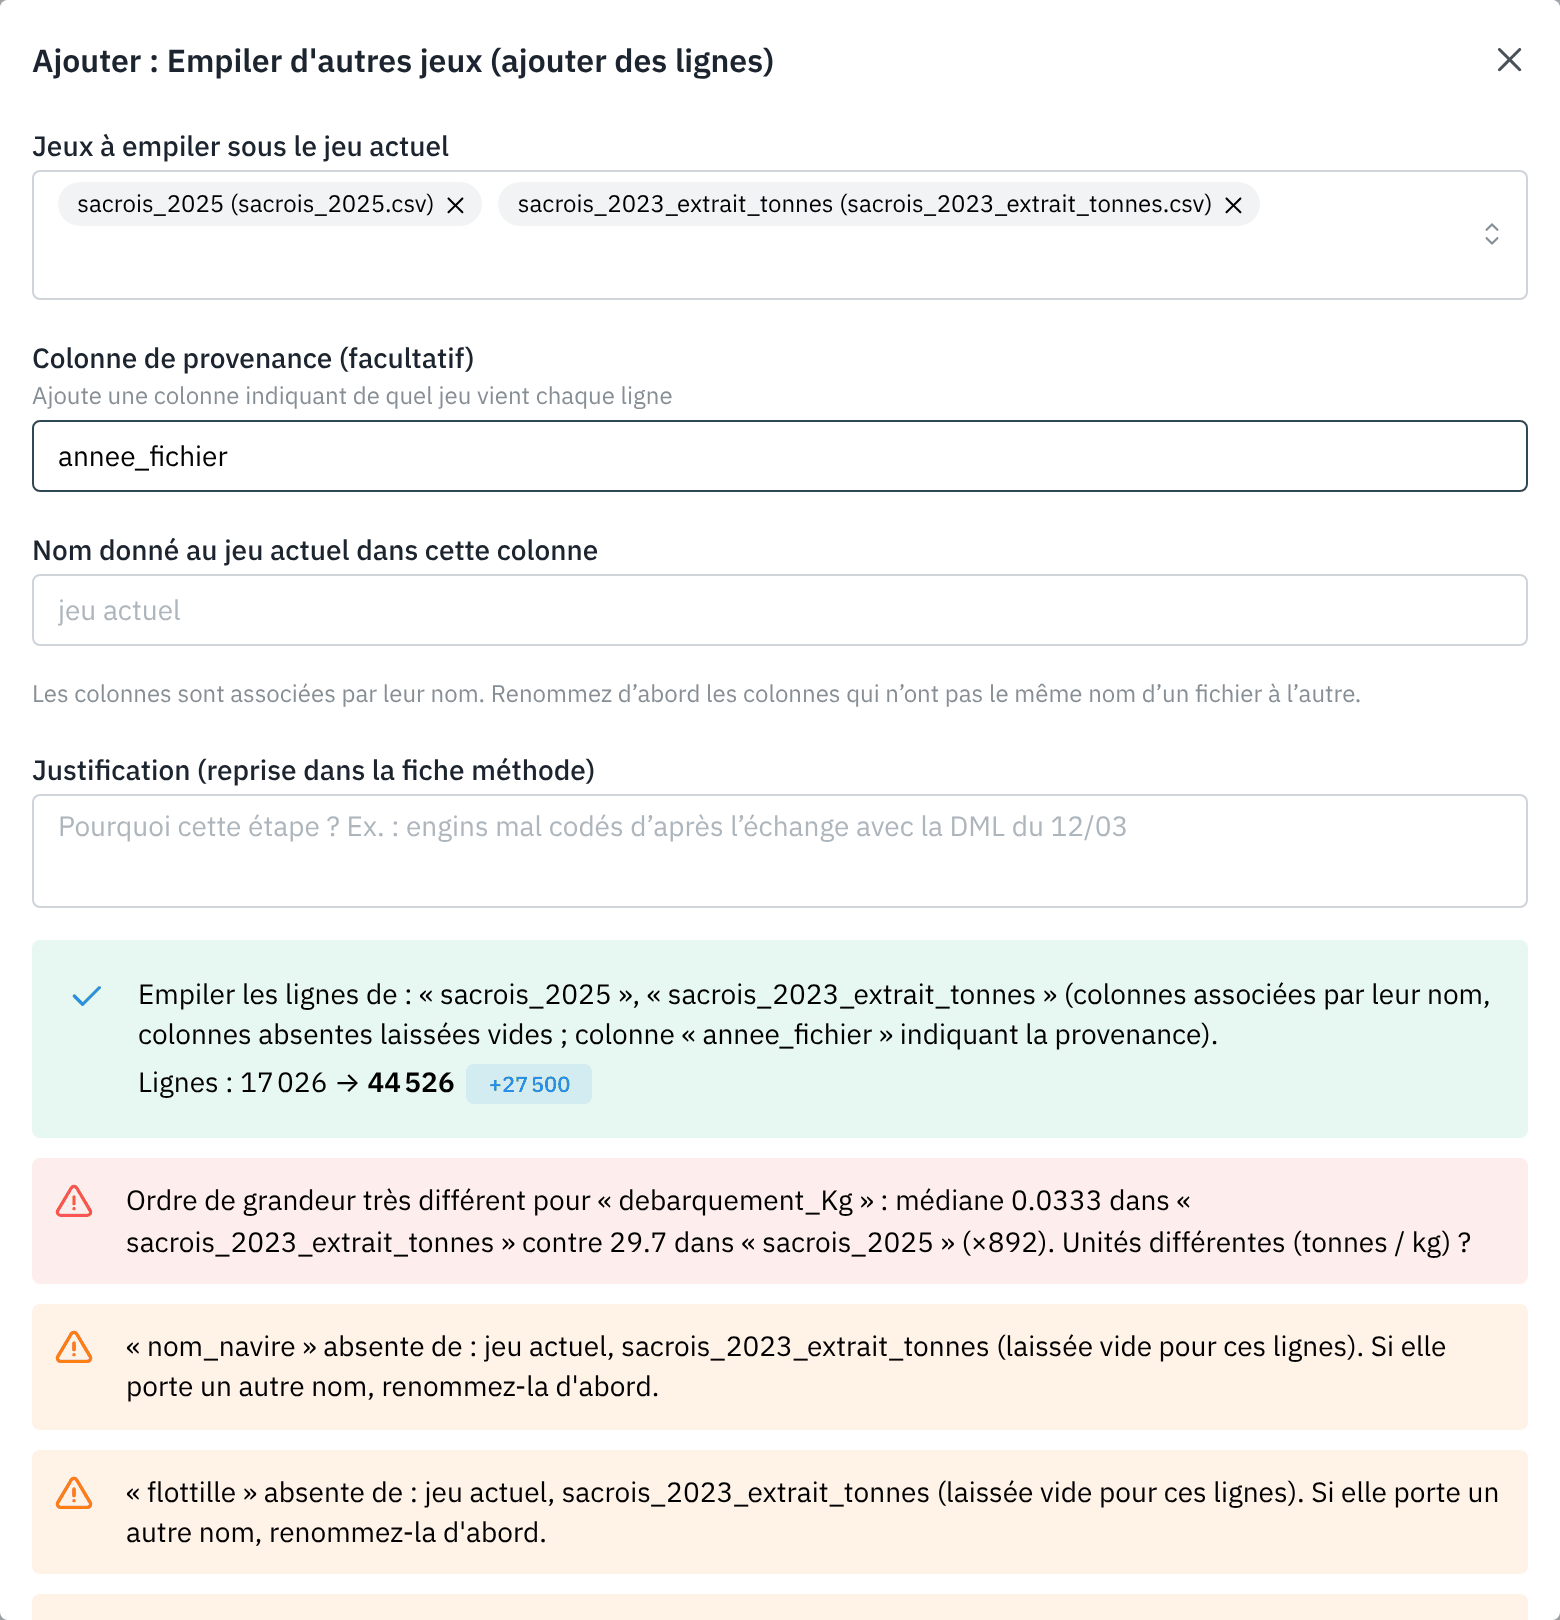 Ajouter : Empiler d'autres jeux (ajouter des lignes)
Jeux à empiler sous le jeu actuel
sacrois_2025 (sacrois_2025.csv) sacrois_2023_extrait_tonnes (sacrois_2023_extrait_tonnes.csv)
Colonne de provenance (facultatif)
Ajoute une colonne indiquant de quel jeu vient chaque ligne
annee_fichier
Nom donné au jeu actuel dans cette colonne
jeu actuel
Les colonnes sont associées par leur nom. Renommez d’abord les colonnes qui n’ont pas le même nom d’un fichier à l’autre.
Justification (reprise dans la fiche méthode)
Pourquoi cette étape ? Ex. : engins mal codés d’après l’échange avec la DML du 12/03
Empiler les lignes de : « sacrois_2025 », « sacrois_2023_extrait_tonnes » (colonnes associées par leur nom,
colonnes absentes laissées vides ; colonne « annee_fichier » indiquant la provenance).
Lignes : 17 026 → 44 526 +27 500
Ordre de grandeur très différent pour « debarquement_Kg » : médiane 0.0333 dans «
sacrois_2023_extrait_tonnes » contre 29.7 dans « sacrois_2025 » (×892). Unités différentes (tonnes / kg) ?
« nom_navire » absente de : jeu actuel, sacrois_2023_extrait_tonnes (laissée vide pour ces lignes). Si elle
porte un autre nom, renommez-la d'abord.
« flottille » absente de : jeu actuel, sacrois_2023_extrait_tonnes (laissée vide pour ces lignes). Si elle porte un
autre nom, renommez-la d'abord.